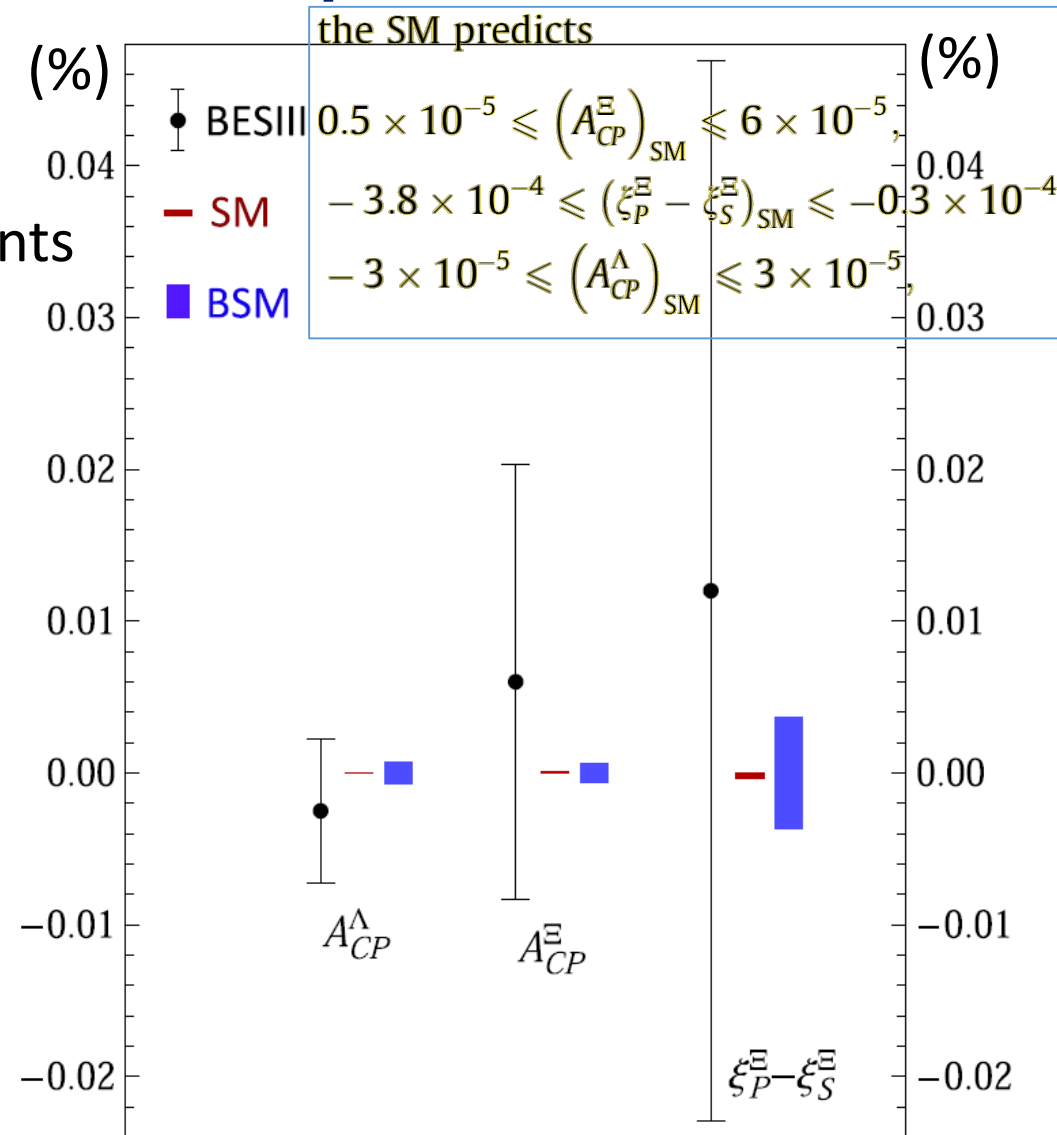 the SM predicts
(%) (%)
BESIII 0.5 × 10⁻⁵ ⩽ (A_CP^Ξ)_SM ⩽ 6 × 10⁻⁵,
0.04 0.04
SM − 3.8 × 10⁻⁴ ⩽ (ξ_P^Ξ − ξ_S^Ξ)_SM ⩽ −0.3 × 10⁻⁴
nts
− 3 × 10⁻⁵ ⩽ (A_CP^Λ)_SM ⩽ 3 × 10⁻⁵,
BSM
0.03 0.03
0.02 0.02
0.01 0.01
0.00 0.00
−0.01 −0.01
A_CP^Λ A_CP^Ξ
−0.02 ξ_P^Ξ−ξ_S^Ξ −0.02